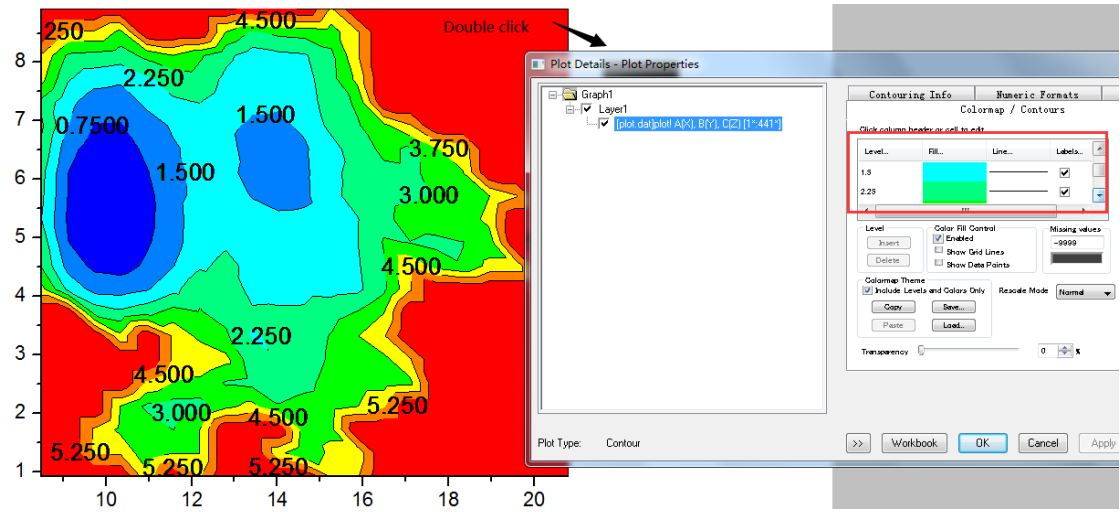 Double click
8
7
6
5
4
3
2
1
10
12
14
16
18
20
250
4.500
2.250
0.7500
1.500
1.500
3.750
3.000
4.500
2.250
4.500
3.000
4.500
5.250
5.250
5.250
5.250
Plot Details - Plot Properties
Graph1
Layer1
[plot.dat]plot! A(X), B(Y), C(Z) [1*:441*]
Contouring Info
Numeric Formats
Colormap / Contours
Click column header or cell to edit
Level...
Fill...
Line...
Labels...
1.5
2.25
Level
Insert
Delete
Color Fill Control
Enabled
Show Grid Lines
Show Data Points
Missing values
-9999
Colormap Theme
Include Levels and Colors Only
Copy
Save...
Paste
Load...
Rescale Mode
Normal
Transparency
0
%
Plot Type:
Contour
>>
Workbook
OK
Cancel
Apply